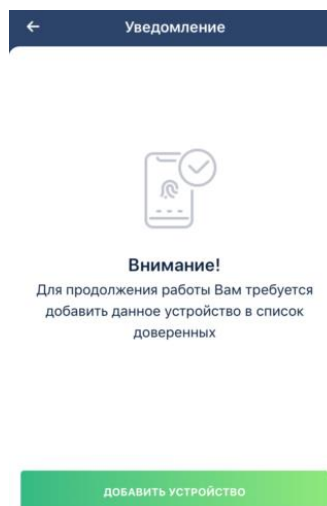 Уведомление
Внимание!
Для продолжения работы Вам требуется
добавить данное устройство в список
доверенных
ДОБАВИТЬ УСТРОЙСТВО